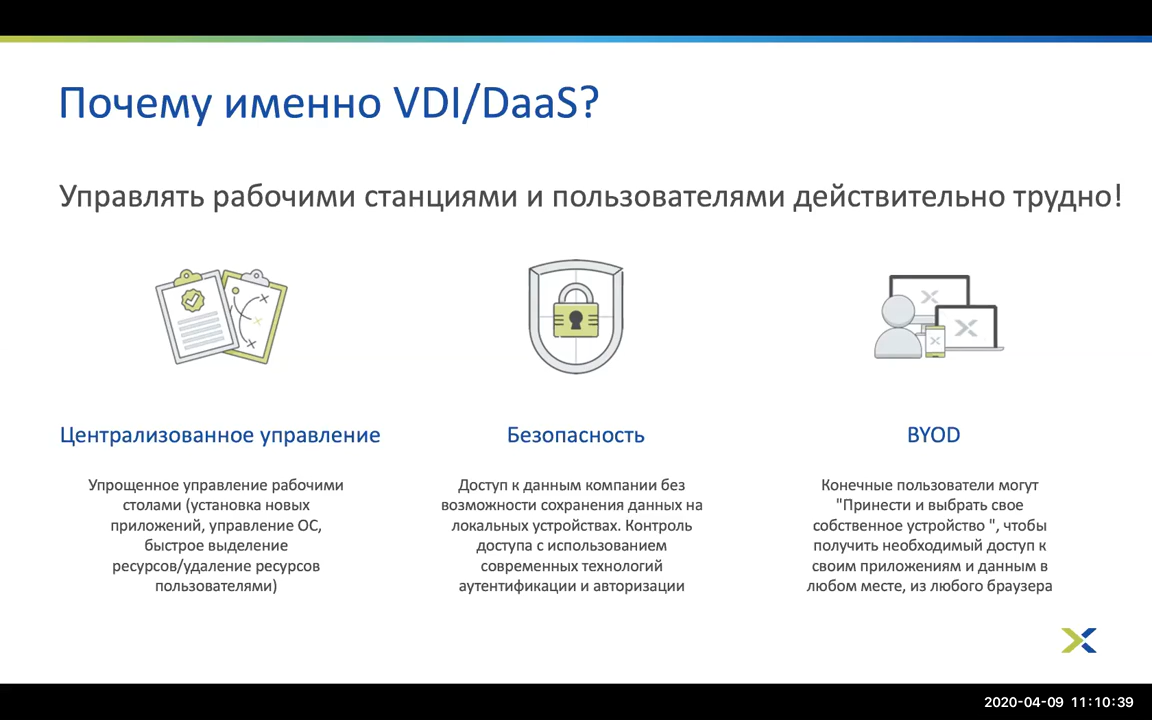 Почему именно VDI/DaaS?
Управлять рабочими станциями и пользователями действительно трудно!
Централизованное управление
Упрощенное управление рабочими
столами (установка новых
приложений, управление ОС,
быстрое выделение
ресурсов/удаление ресурсов
пользователями)
Безопасность
Доступ к данным компании без
возможности сохранения данных на
локальных устройствах. Контроль
доступа с использованием
современных технологий
аутентификации и авторизации
BYOD
Конечные пользователи могут
"Принести и выбрать свое
собственное устройство ", чтобы
получить необходимый доступ к
своим приложениям и данным в
любом месте, из любого браузера
2020-04-09 11:10:39